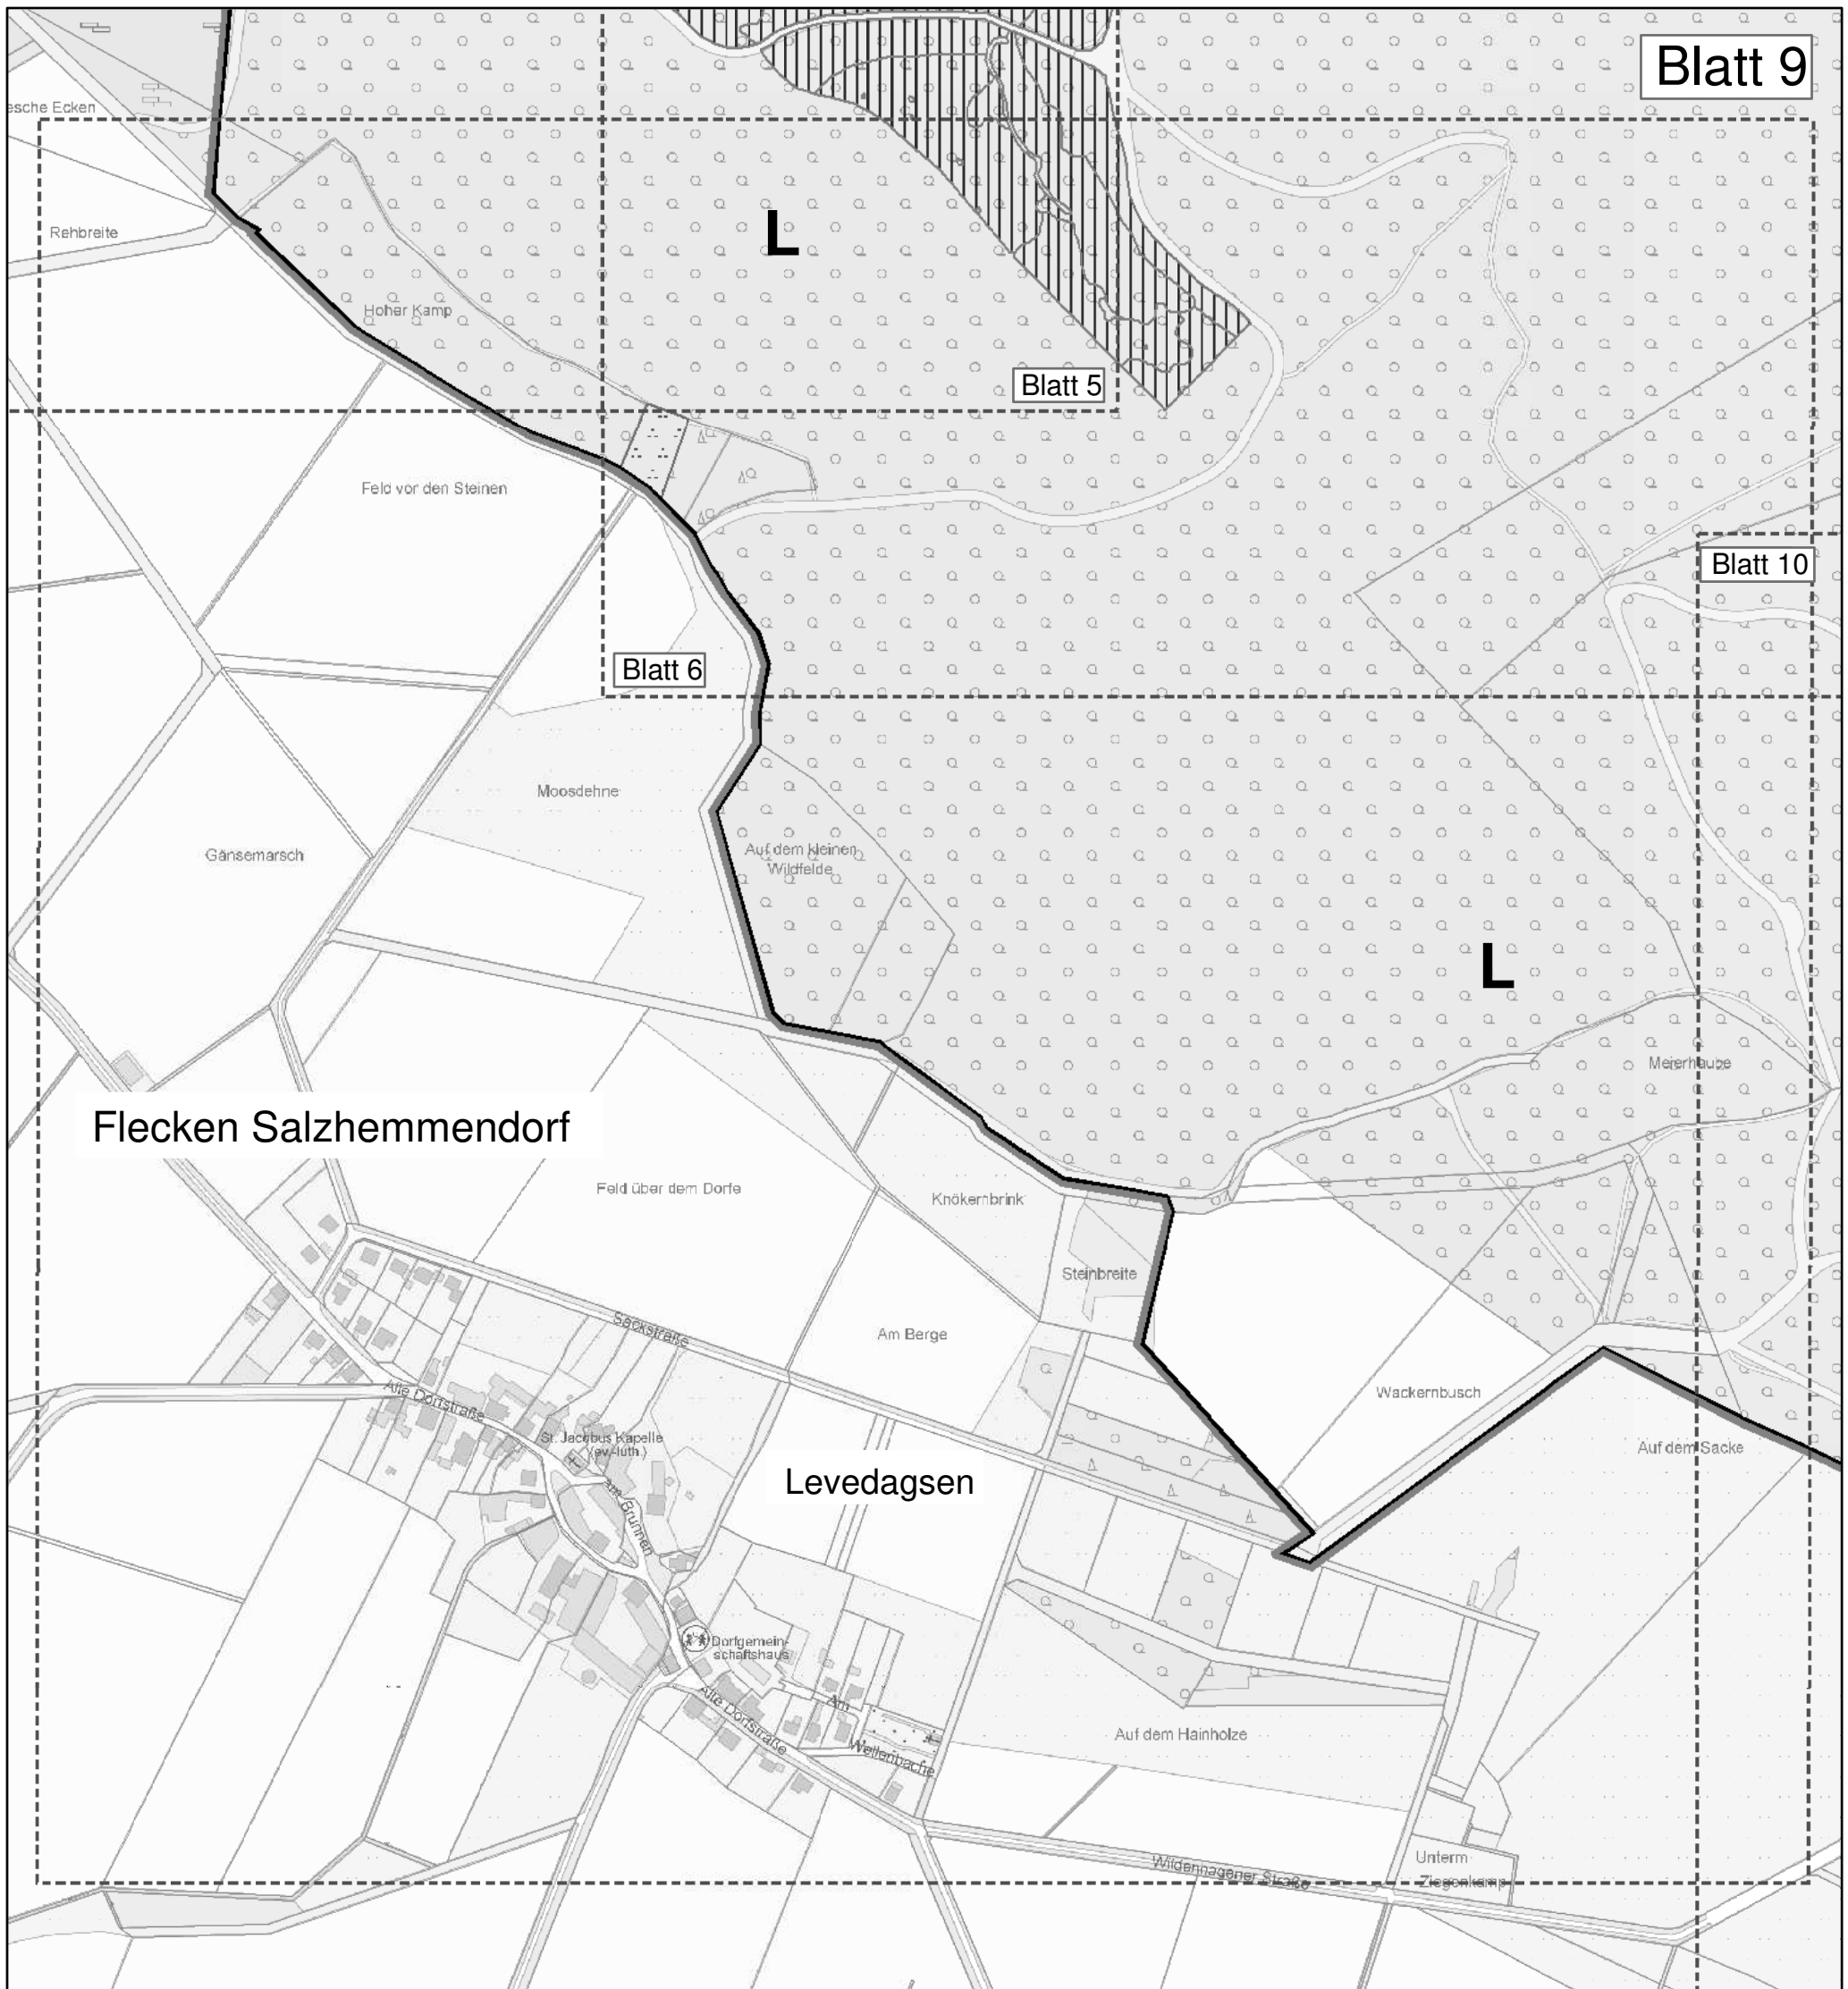 Blatt 9
esche Ecken
Rehbreite
L
Hoher Kamp
Blatt 5
Feld vor den Steinen
Blatt 10
Blatt 6
Moosdehne
Gänsemarsch
Auf dem kleinen
Wildfelde
L
Meierhaube
Flecken Salzhemmendorf
Feld über dem Dorfe
Knökernbrink
Steinbreite
Sackstraße
Am Berge
Alte Dorfstraße
Wackernbusch
St. Jacobus Kapelle
(ev.-luth.)
Auf dem Sacke
Levedagsen
Am Brunnen
Dorfgemein-
schaftshaus
Alte Dorfstraße
Am
Wellenbache
Auf dem Hainholze
Wildenhagener Straße
Unterm
Ziegenkamp